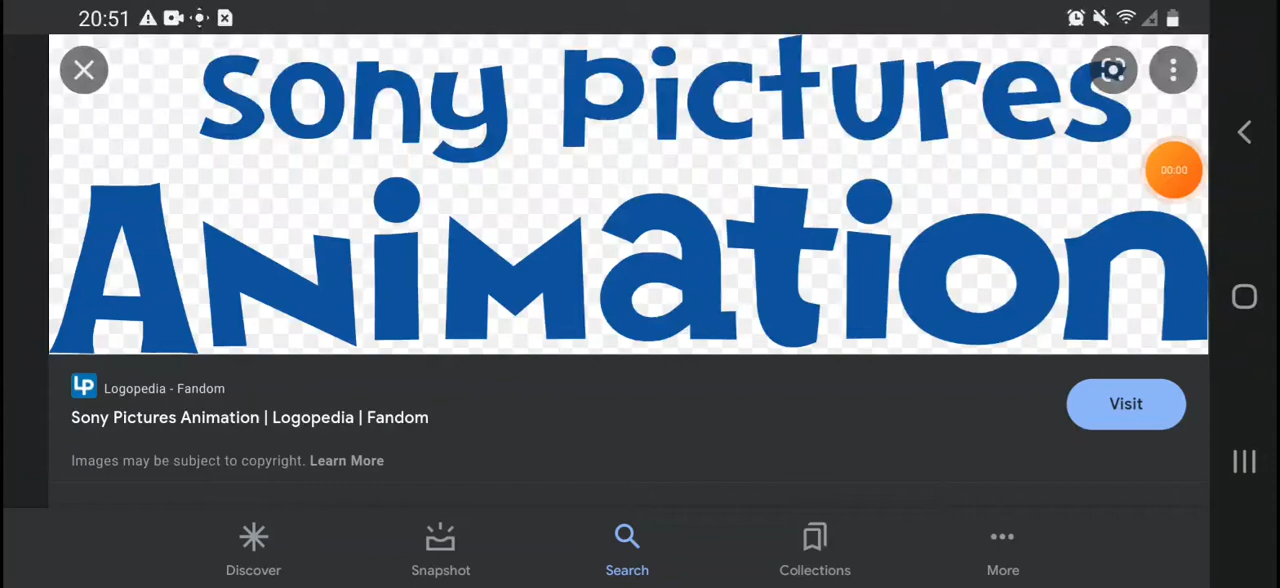 20:51
sony pictures
00:00
Animation
LP Logopedia - Fandom
Sony Pictures Animation | Logopedia | Fandom
Visit
Images may be subject to copyright. Learn More
Discover Snapshot Search Collections More